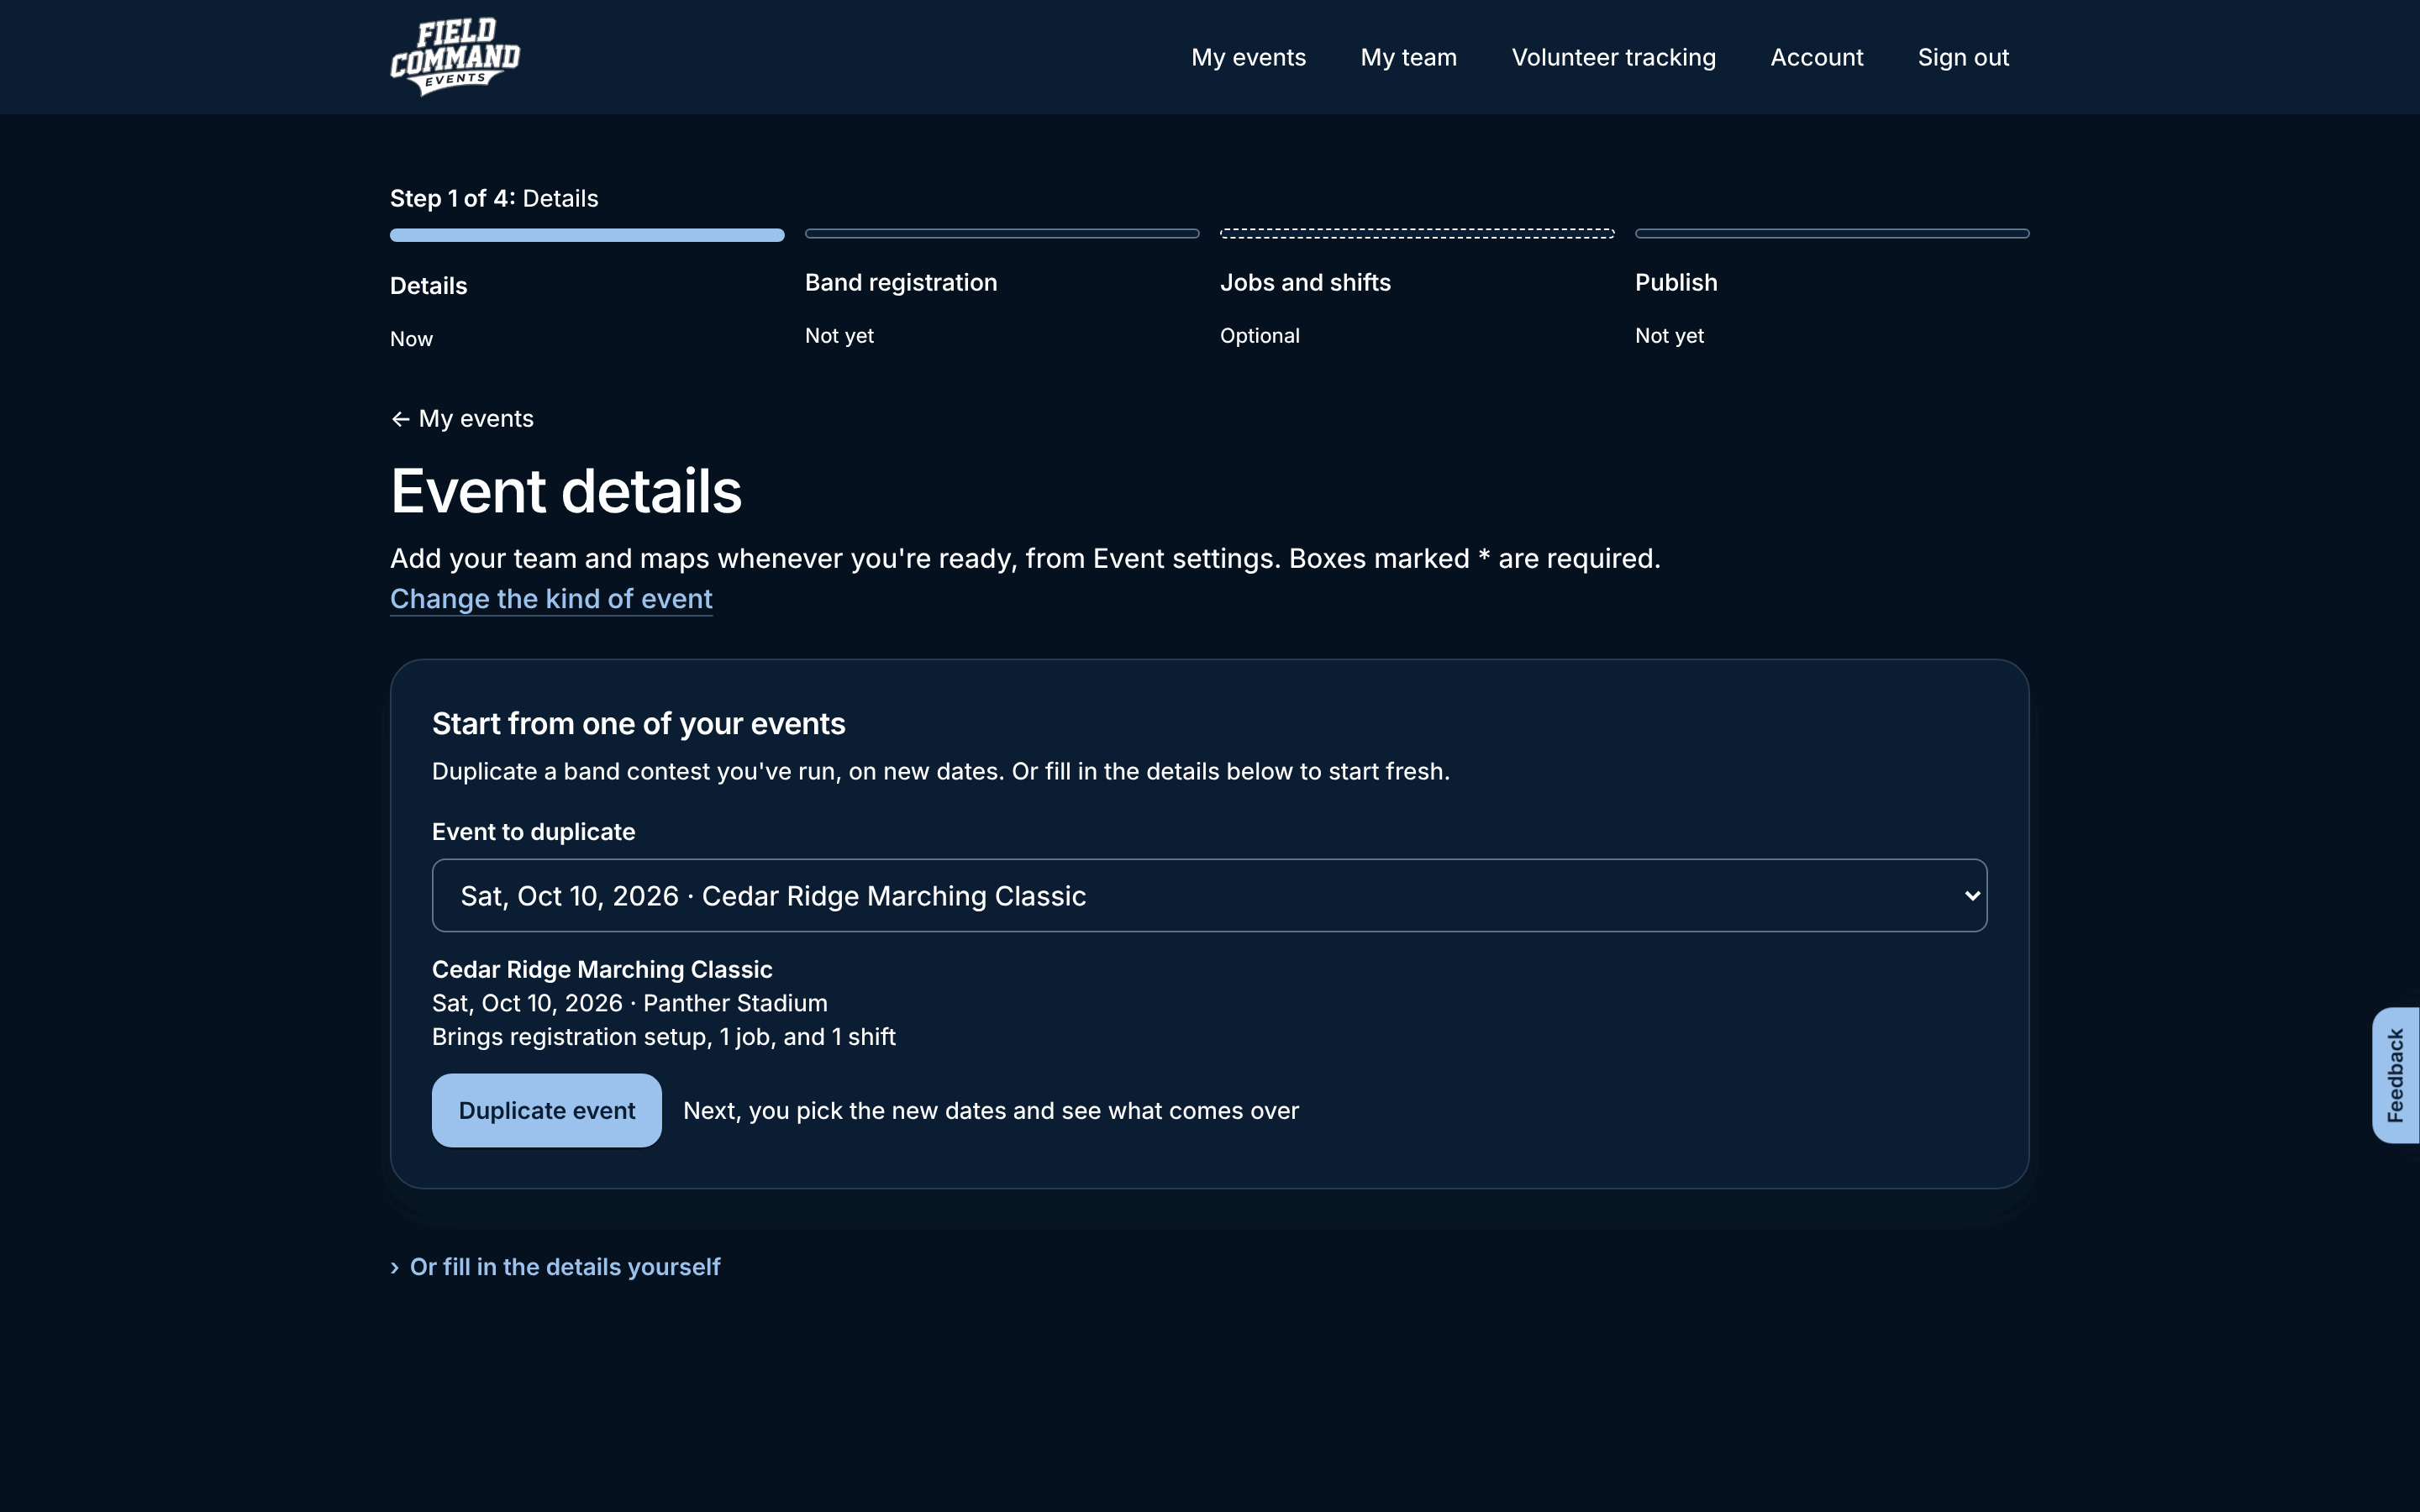 FIELD
COMMAND
EVENTS
My events
My team
Volunteer tracking
Account
Sign out
Step 1 of 4: Details
Details
Now
Band registration
Not yet
Jobs and shifts
Optional
Publish
Not yet
← My events
Event details
Add your team and maps whenever you're ready, from Event settings. Boxes marked * are required.
Change the kind of event
Start from one of your events
Duplicate a band contest you've run, on new dates. Or fill in the details below to start fresh.
Event to duplicate
Sat, Oct 10, 2026 · Cedar Ridge Marching Classic
Cedar Ridge Marching Classic
Sat, Oct 10, 2026 · Panther Stadium
Brings registration setup, 1 job, and 1 shift
Duplicate event
Next, you pick the new dates and see what comes over
› Or fill in the details yourself
Feedback